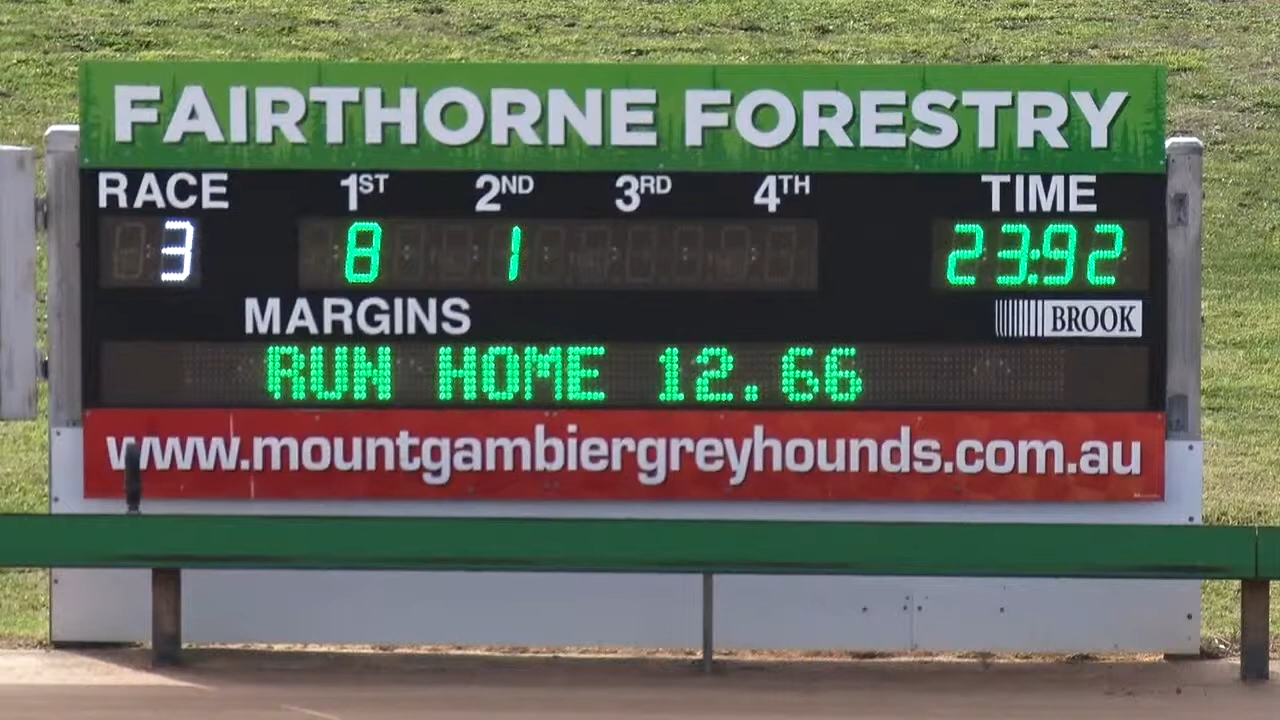 FAIRTHORNE FORESTRY
RACE 1ST 2ND 3RD 4TH TIME
3 8 1 23:92
MARGINS
BROOK
RUN HOME 12.66
www.mountgambiergreyhounds.com.au